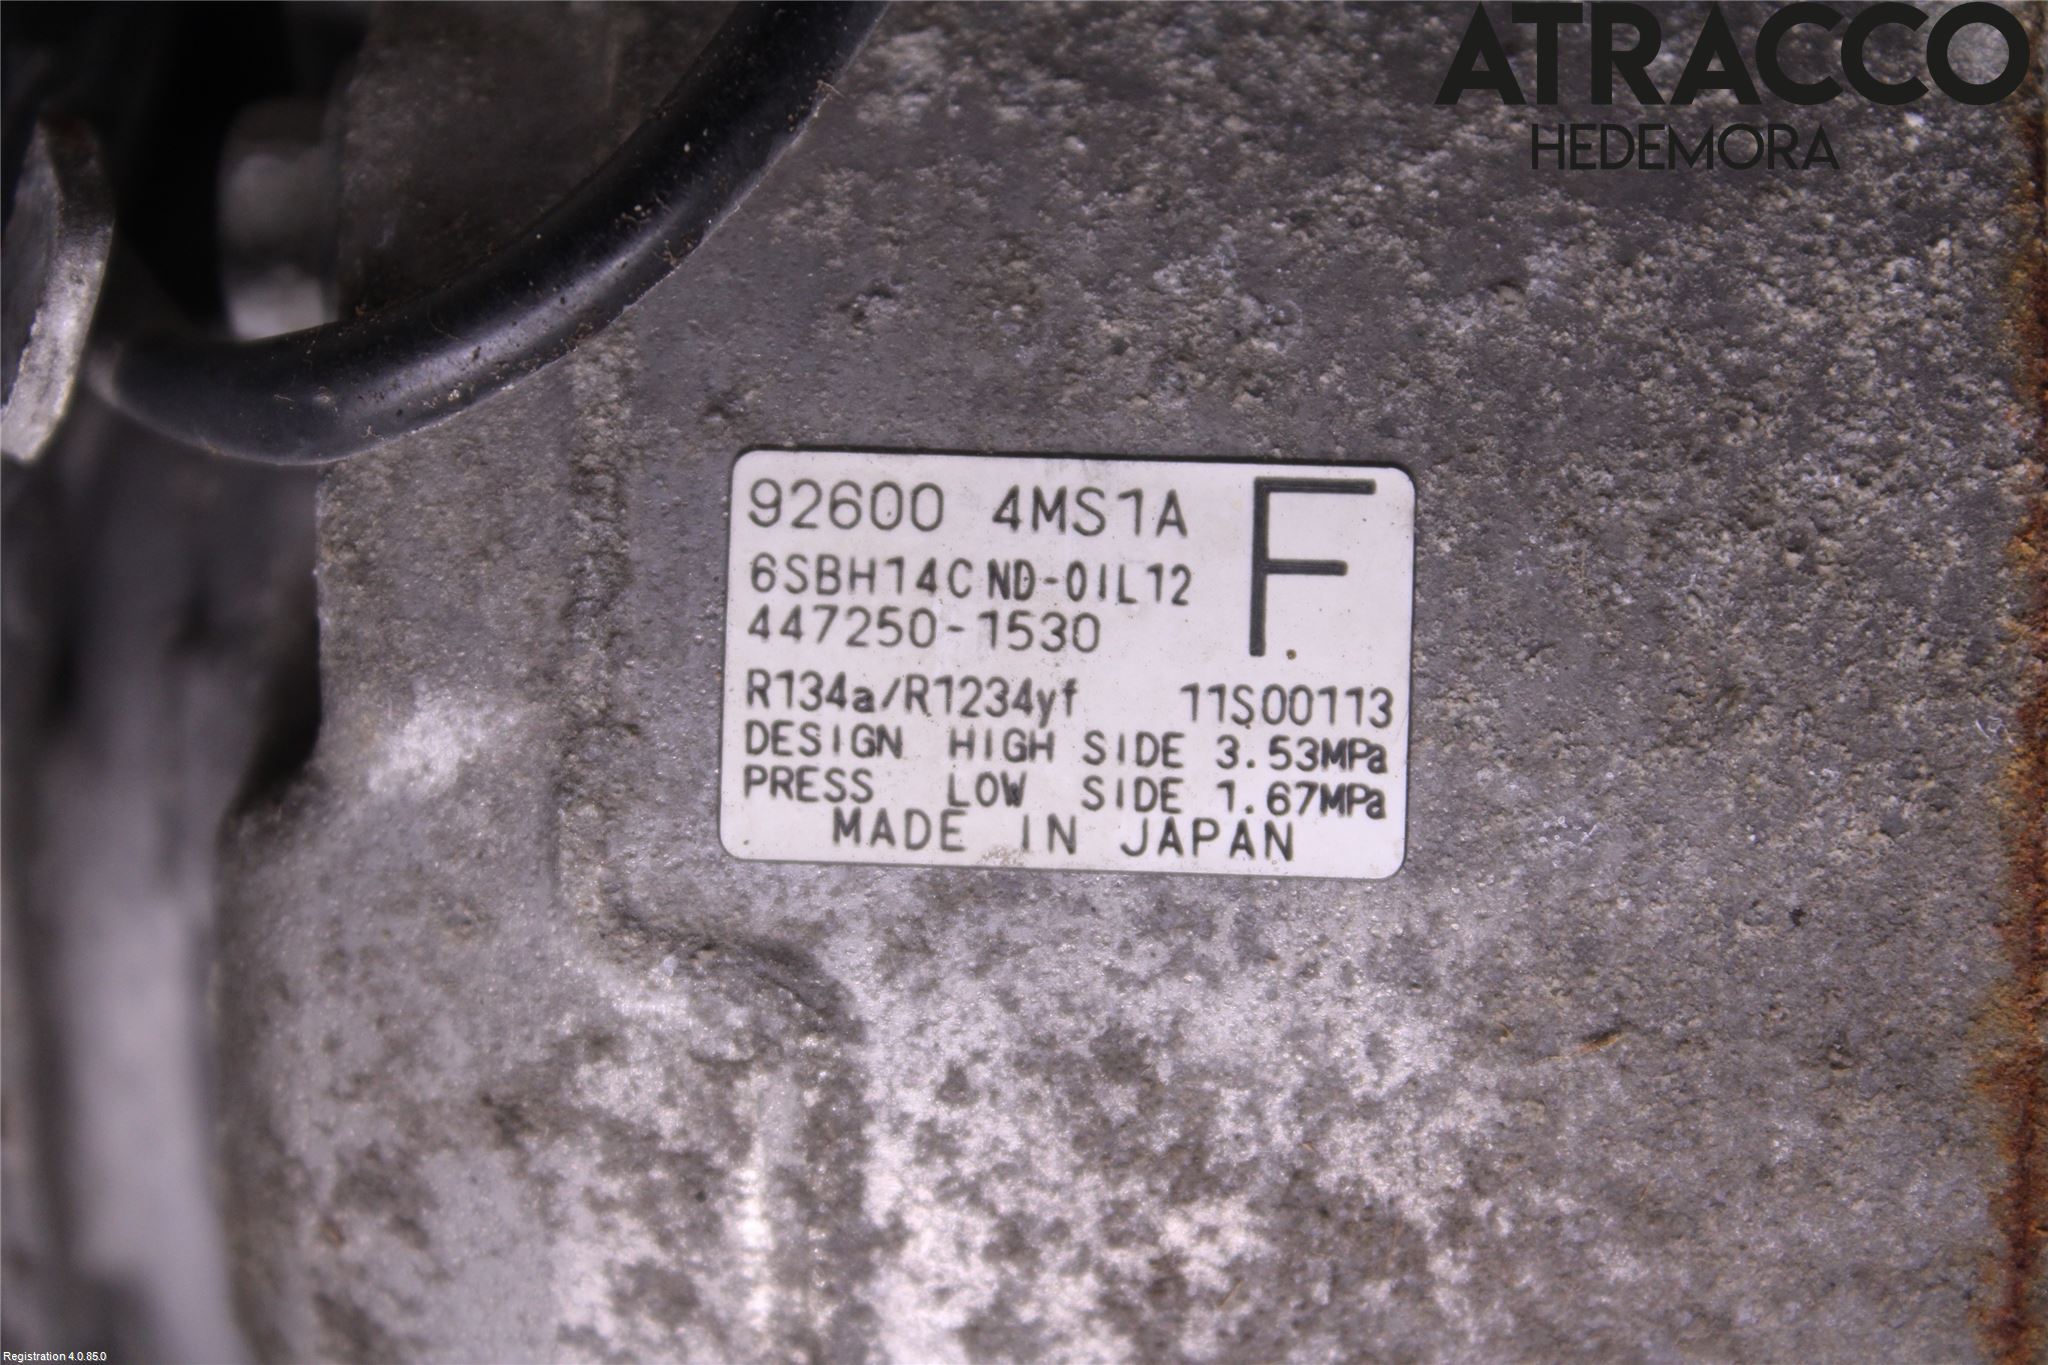 ATRACCO
HEDEMORA
92600 4MS1A F
6SBH14C ND-OIL12
447250-1530
R134a/R1234yf 11S00113
DESIGN HIGH SIDE 3.53MPa
PRESS LOW SIDE 1.67MPa
MADE IN JAPAN
Registration 4.0.85.0